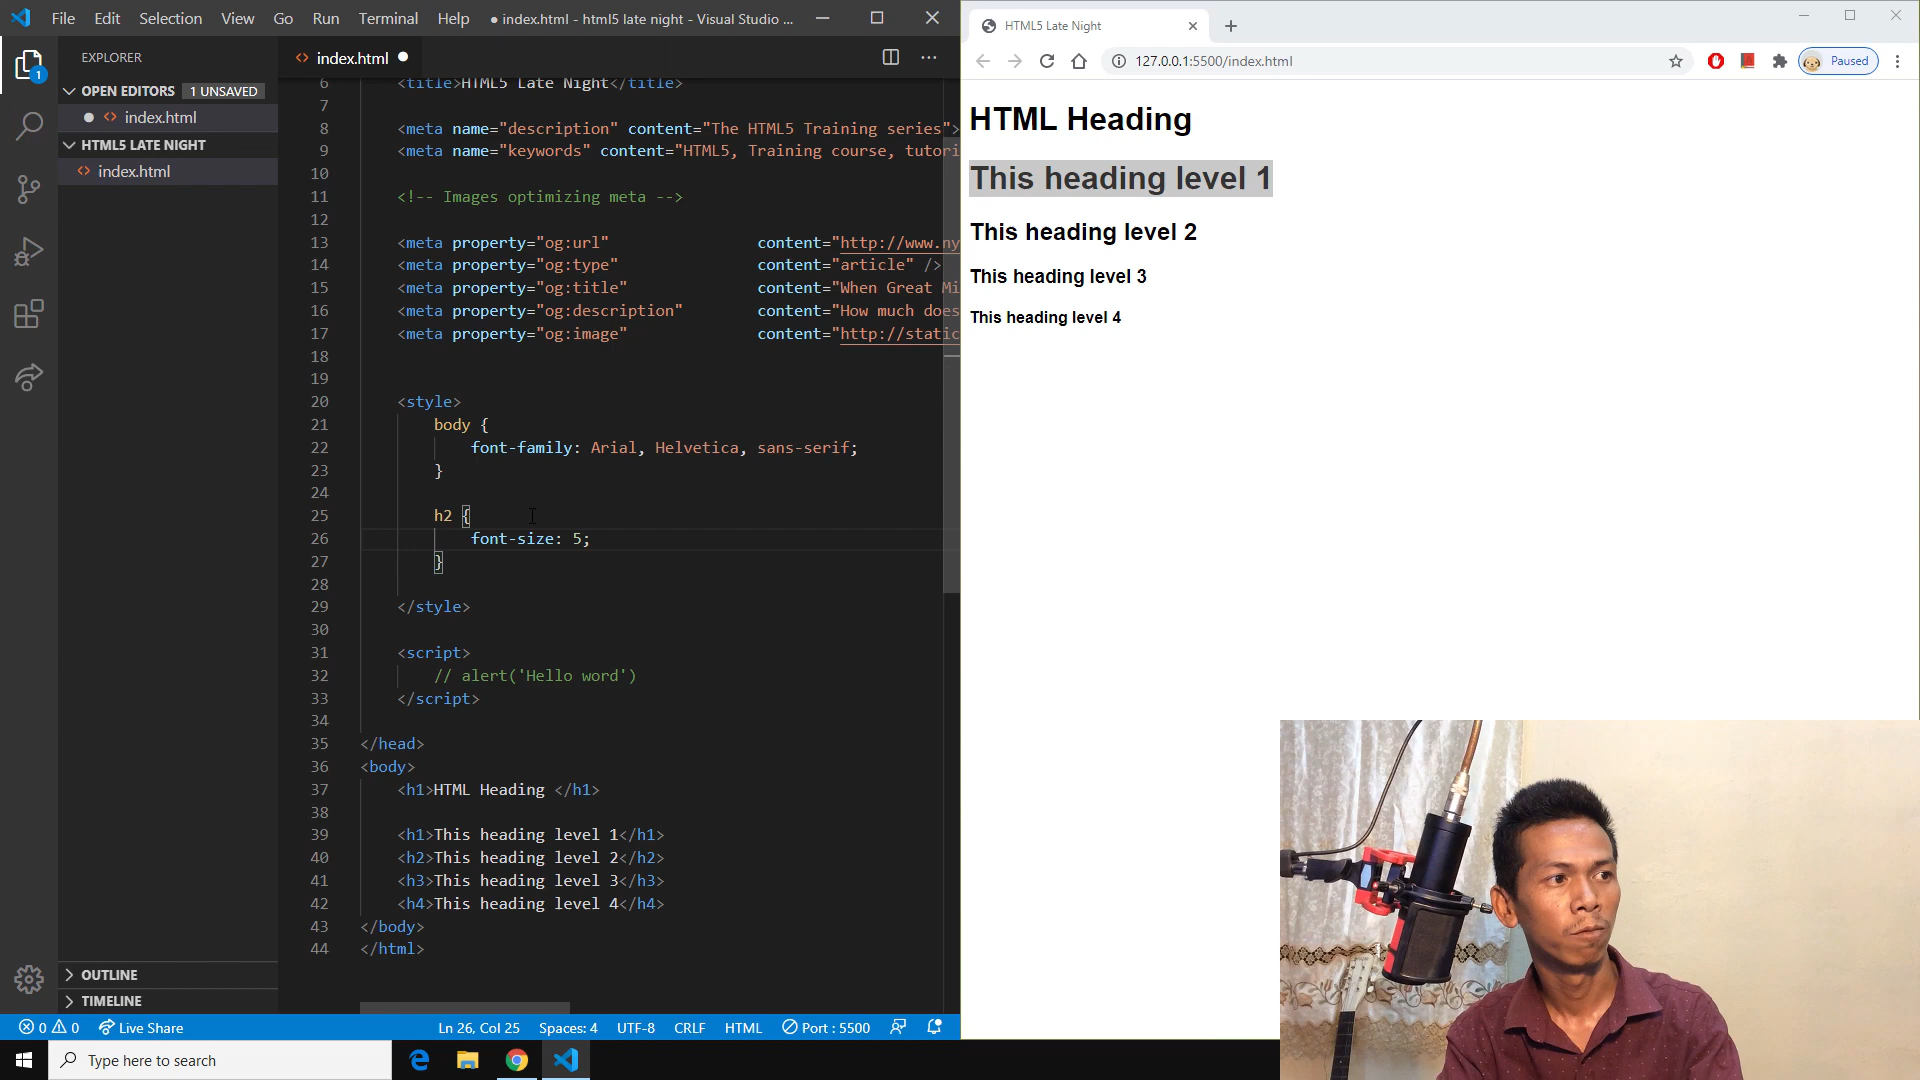 File Edit Selection View Go Run Terminal Help ● index.html - html5 late night - Visual Studio ...
EXPLORER
OPEN EDITORS 1 UNSAVED
index.html
HTML5 LATE NIGHT
index.html
OUTLINE
TIMELINE
index.html
6 <title>HTML5 Late Night</title>
7
8 <meta name="description" content="The HTML5 Training series">
9 <meta name="keywords" content="HTML5, Training course, tutori
10
11 <!-- Images optimizing meta -->
12
13 <meta property="og:url" content="http://www.ny
14 <meta property="og:type" content="article" />
15 <meta property="og:title" content="When Great Mi
16 <meta property="og:description" content="How much does
17 <meta property="og:image" content="http://static
18
19
20 <style>
21 body {
22 font-family: Arial, Helvetica, sans-serif;
23 }
24
25 h2 {
26 font-size: 5;
27 }
28
29 </style>
30
31 <script>
32 // alert('Hello word')
33 </script>
34
35 </head>
36 <body>
37 <h1>HTML Heading </h1>
38
39 <h1>This heading level 1</h1>
40 <h2>This heading level 2</h2>
41 <h3>This heading level 3</h3>
42 <h4>This heading level 4</h4>
43 </body>
44 </html>
1
0 0 Live Share Ln 26, Col 25 Spaces: 4 UTF-8 CRLF HTML Port : 5500
Type here to search
HTML5 Late Night
127.0.0.1:5500/index.html Paused
HTML Heading
This heading level 1
This heading level 2
This heading level 3
This heading level 4